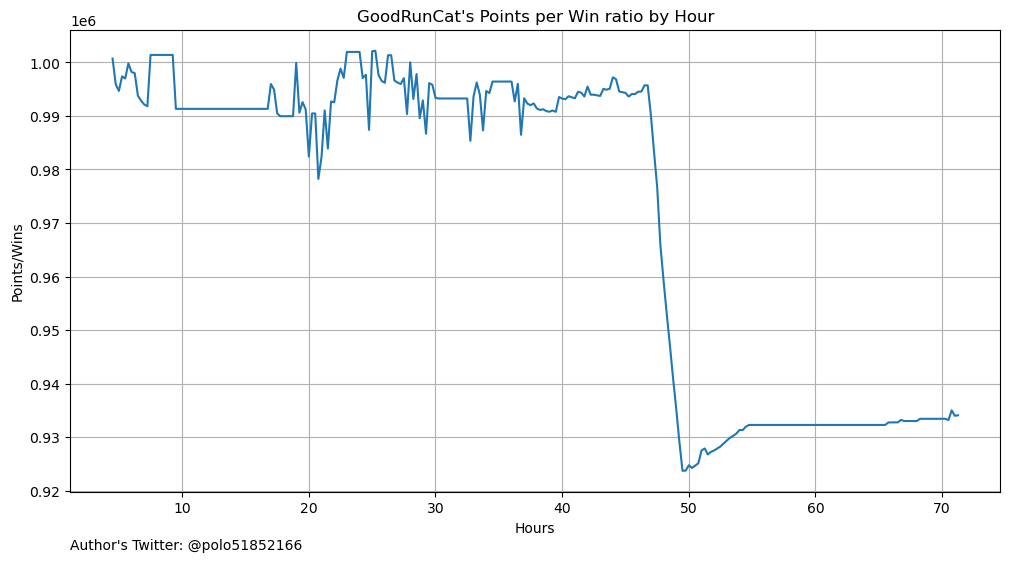 GoodRunCat's Points per Win ratio by Hour
1e6
1.00
0.99
0.98
0.97
0.96
0.95
0.94
0.93
0.92
Points/Wins
10 20 30 40 50 60 70
Hours
Author's Twitter: @polo51852166